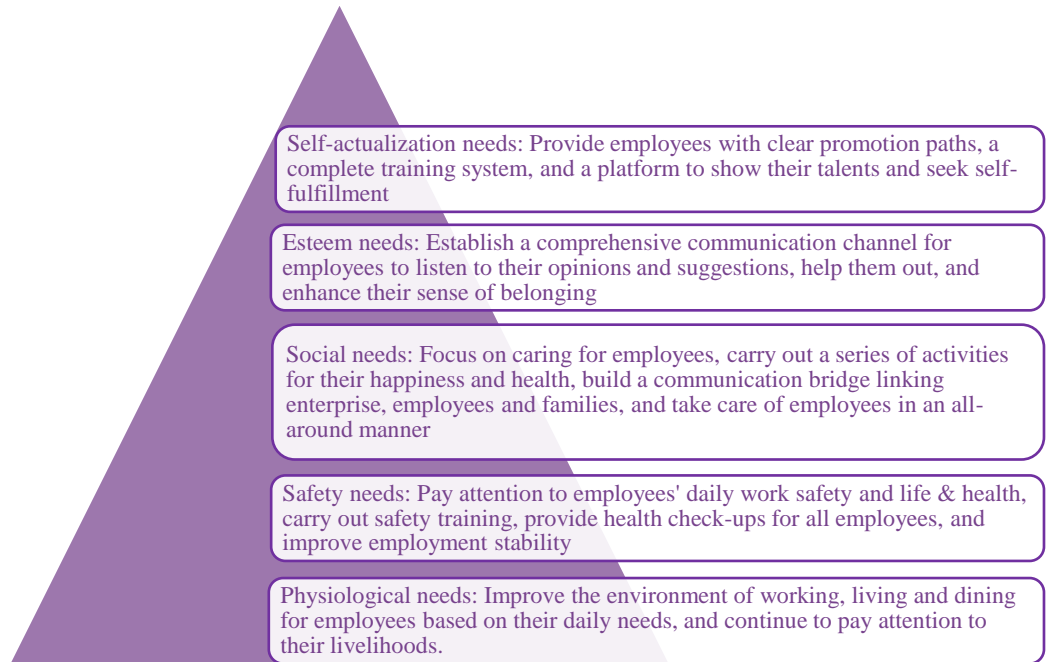 Self-actualization needs: Provide employees with clear promotion paths, a
complete training system, and a platform to show their talents and seek self-
fulfillment
Esteem needs: Establish a comprehensive communication channel for
employees to listen to their opinions and suggestions, help them out, and
enhance their sense of belonging
Social needs: Focus on caring for employees, carry out a series of activities
for their happiness and health, build a communication bridge linking
enterprise, employees and families, and take care of employees in an all-
around manner
Safety needs: Pay attention to employees' daily work safety and life & health,
carry out safety training, provide health check-ups for all employees, and
improve employment stability
Physiological needs: Improve the environment of working, living and dining
for employees based on their daily needs, and continue to pay attention to
their livelihoods.